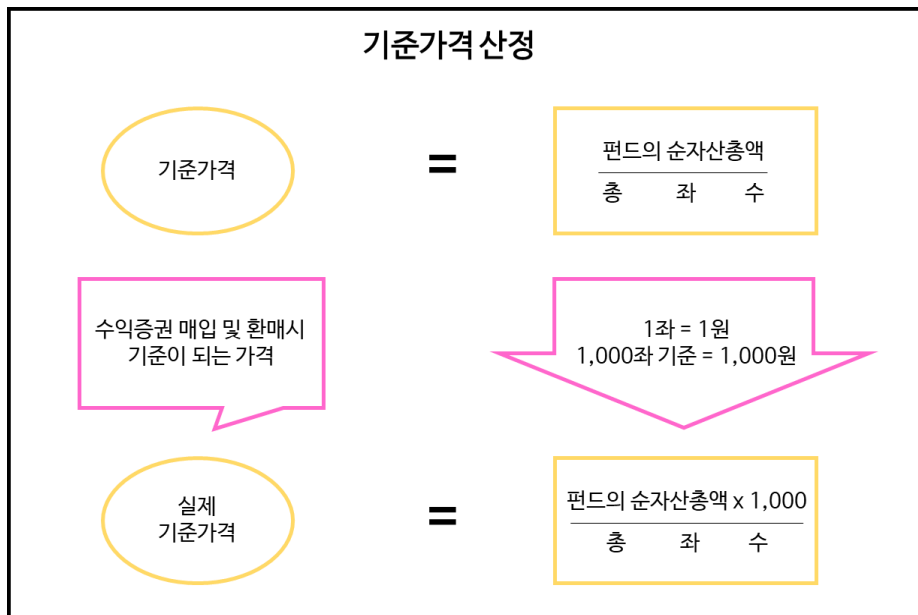 기준가격 산정
기준가격
=
펀드의 순자산총액
총 좌 수
수익증권 매입 및 환매시
기준이 되는 가격
1좌 = 1원
1,000좌 기준 = 1,000원
실제
기준가격
=
펀드의 순자산총액 x 1,000
총 좌 수